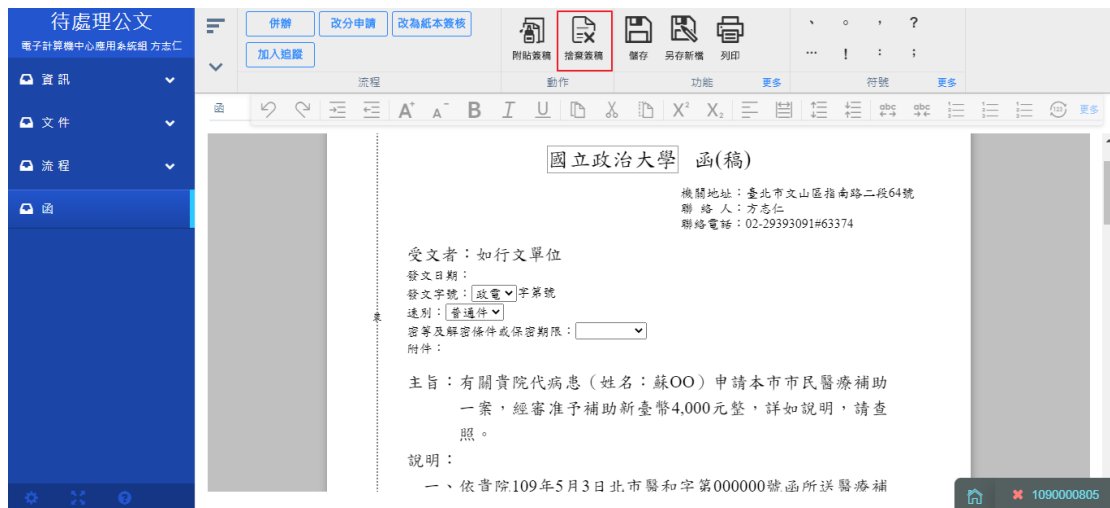 待處理公文
電子計算機中心應用系統組 方志仁
資訊
文件
流程
函
併辦 改分申請 改為紙本簽核
加入追蹤
流程
附貼簽稿 捨棄簽稿
動作
儲存 另存新檔 列印
功能 更多
、 。 , ?
… ! : ;
符號 更多
函
A+ A- B I U X² X₂ abc abc 123 更多
國立政治大學 函(稿)
機關地址：臺北市文山區指南路二段64號
聯 絡 人：方志仁
聯絡電話：02-29393091#63374
受文者：如行文單位
發文日期：
發文字號：政電字第號
速別：普通件
密等及解密條件或保密期限：
附件：
裝
主旨：有關貴院代病患（姓名：蘇OO）申請本市市民醫療補助
一案，經審准予補助新臺幣4,000元整，詳如說明，請查
照。
說明：
一、依貴院109年5月3日北市醫和字第000000號函所送醫療補
1090000805